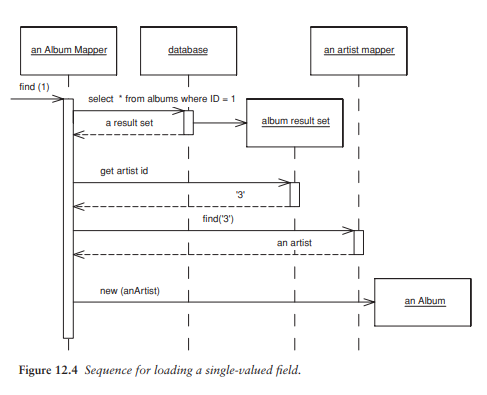 an Album Mapper
database
an artist mapper
find (1)
select * from albums where ID = 1
a result set
album result set
get artist id
'3'
find('3')
an artist
new (anArtist)
an Album
Figure 12.4 Sequence for loading a single-valued field.